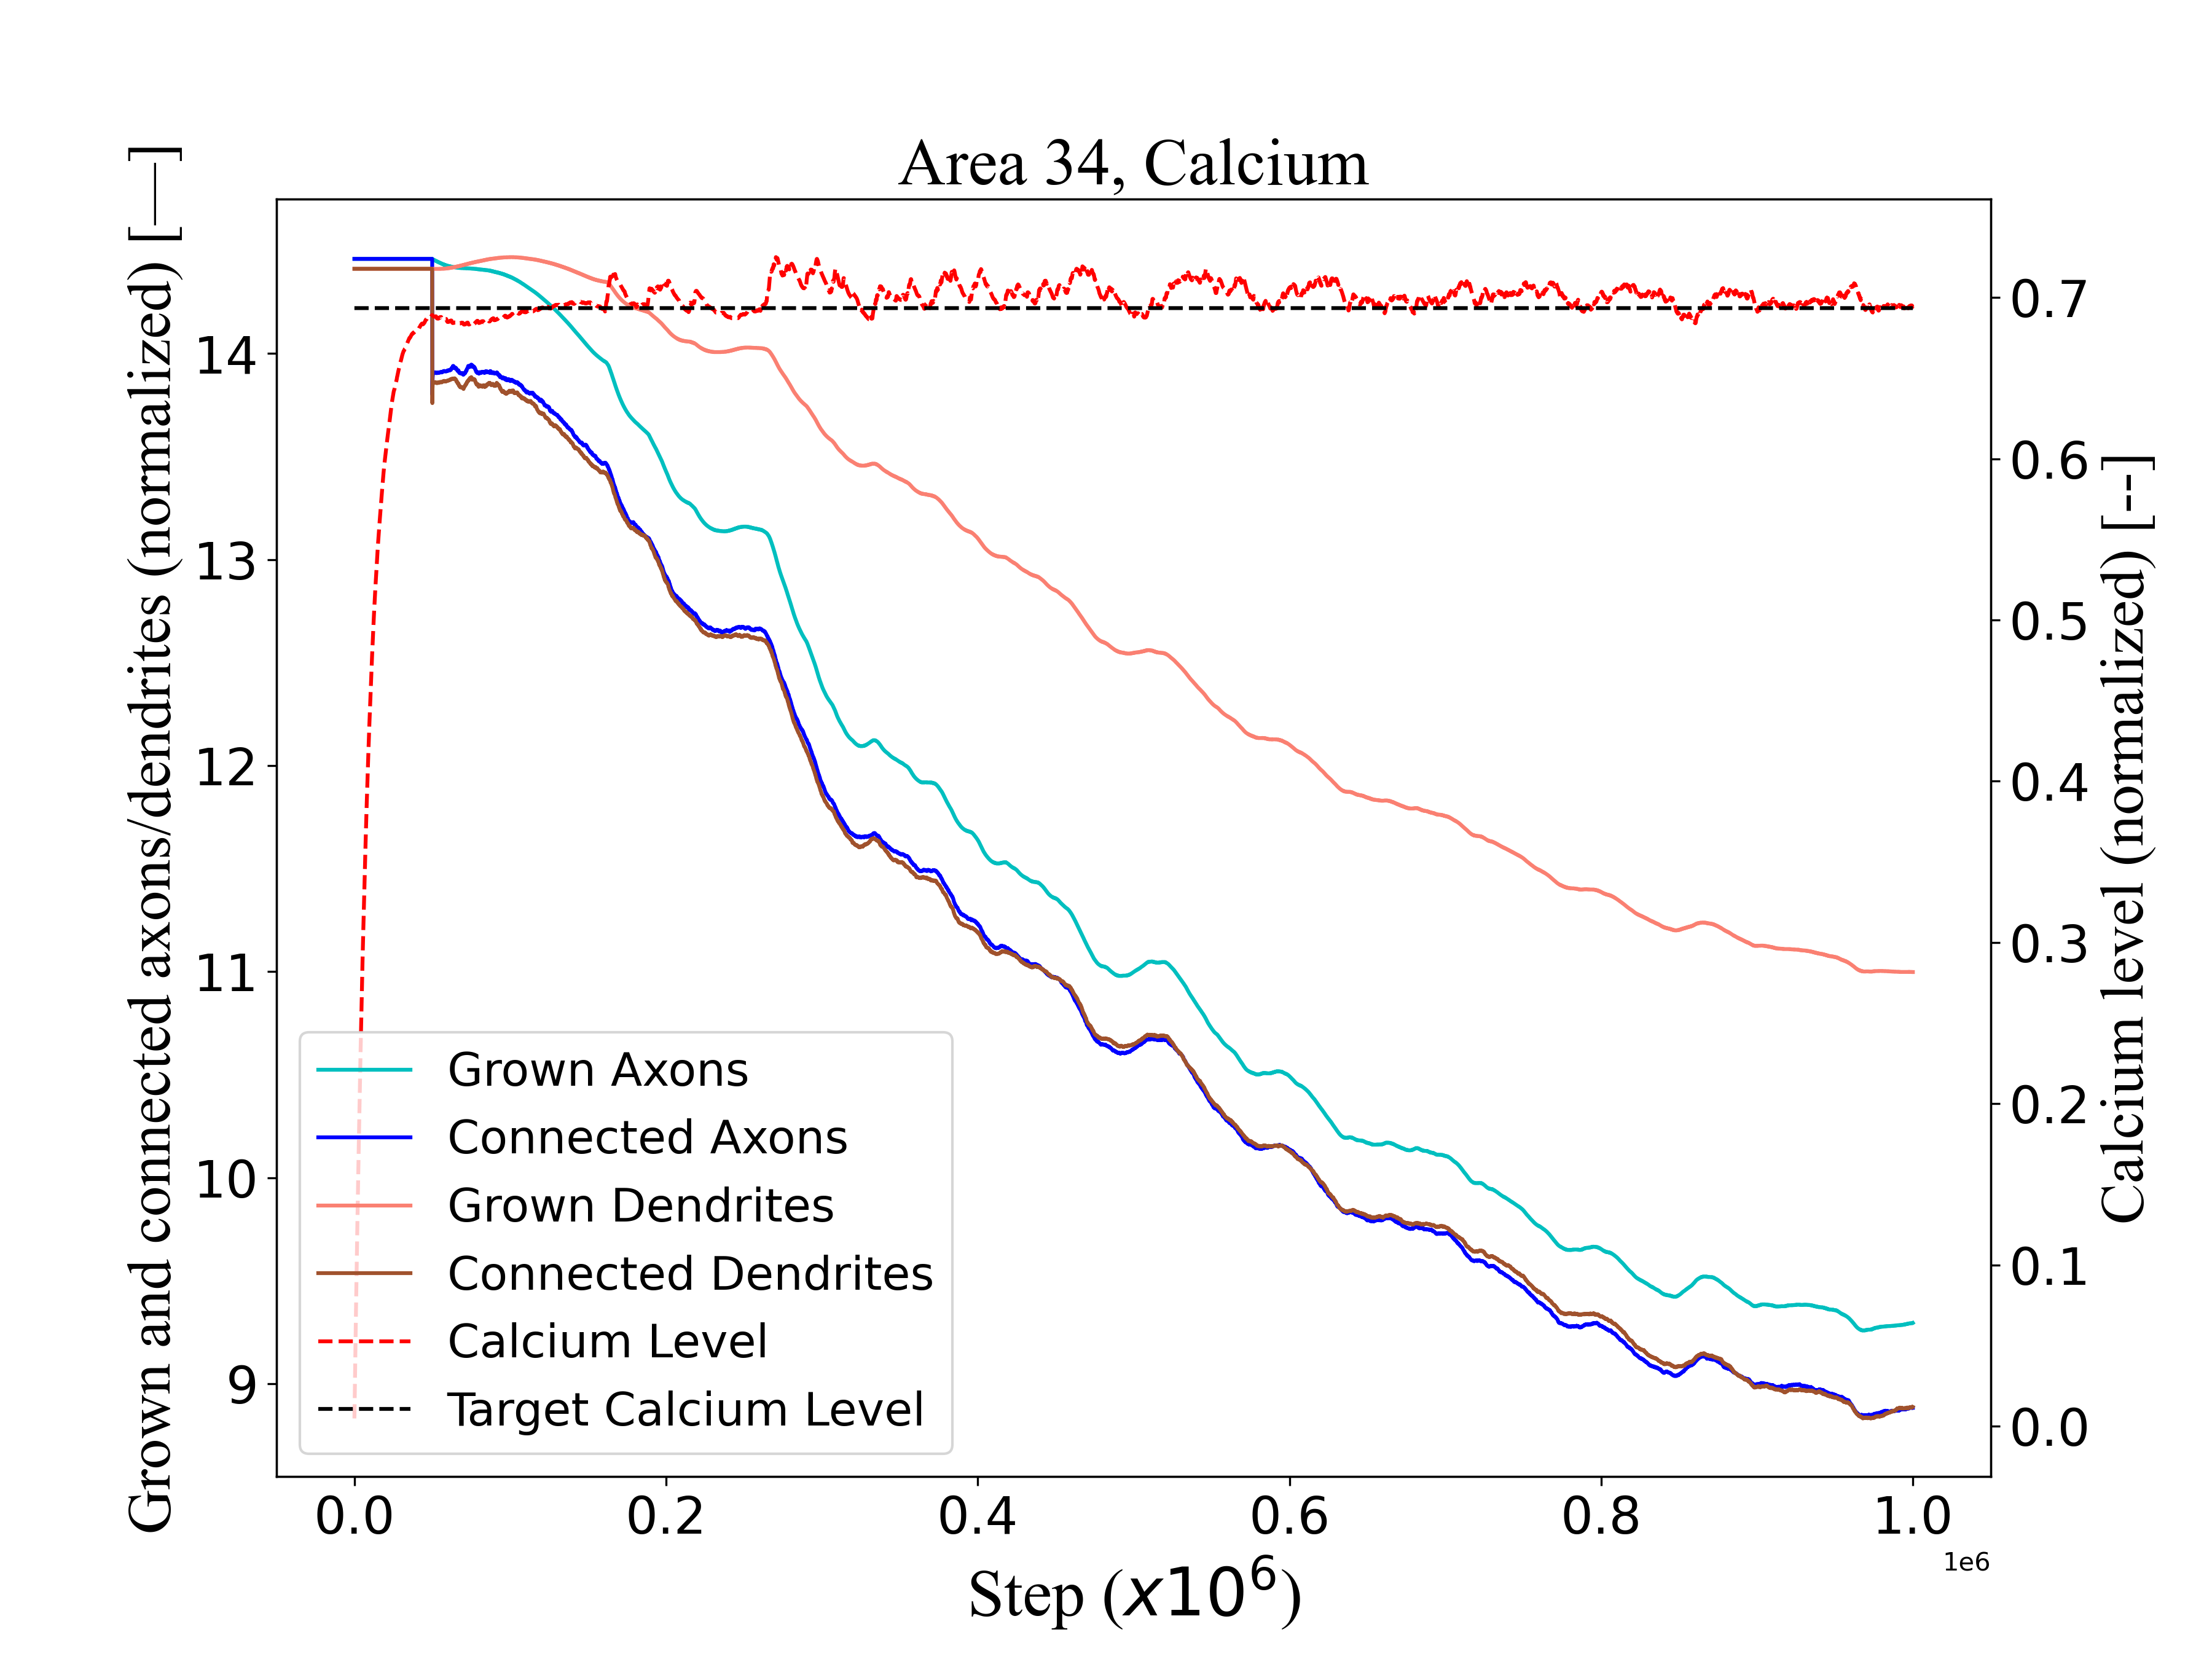 Area 34, Calcium
Grown and connected axons/dendrites (normalized) [—]
14
13
12
11
10
9
Grown Axons
Connected Axons
Grown Dendrites
Connected Dendrites
Calcium Level
Target Calcium Level
0.7
0.6
0.5
0.4
0.3
0.2
0.1
0.0
Calcium level (normalized) [--]
0.0 0.2 0.4 0.6 0.8 1.0
1e6
Step (x10⁶)